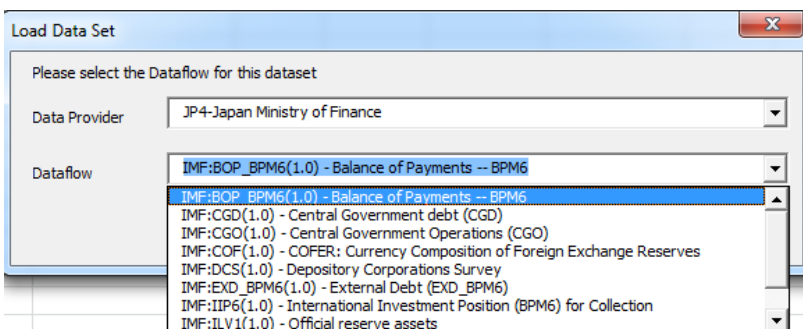 Load Data Set
Please select the Dataflow for this dataset
Data Provider JP4-Japan Ministry of Finance
Dataflow IMF:BOP_BPM6(1.0) - Balance of Payments -- BPM6
IMF:BOP_BPM6(1.0) - Balance of Payments -- BPM6
IMF:CGD(1.0) - Central Government debt (CGD)
IMF:CGO(1.0) - Central Government Operations (CGO)
IMF:COF(1.0) - COFER: Currency Composition of Foreign Exchange Reserves
IMF:DCS(1.0) - Depository Corporations Survey
IMF:EXD_BPM6(1.0) - External Debt (EXD_BPM6)
IMF:IIP6(1.0) - International Investment Position (BPM6) for Collection
IMF:ILV1(1.0) - Official reserve assets